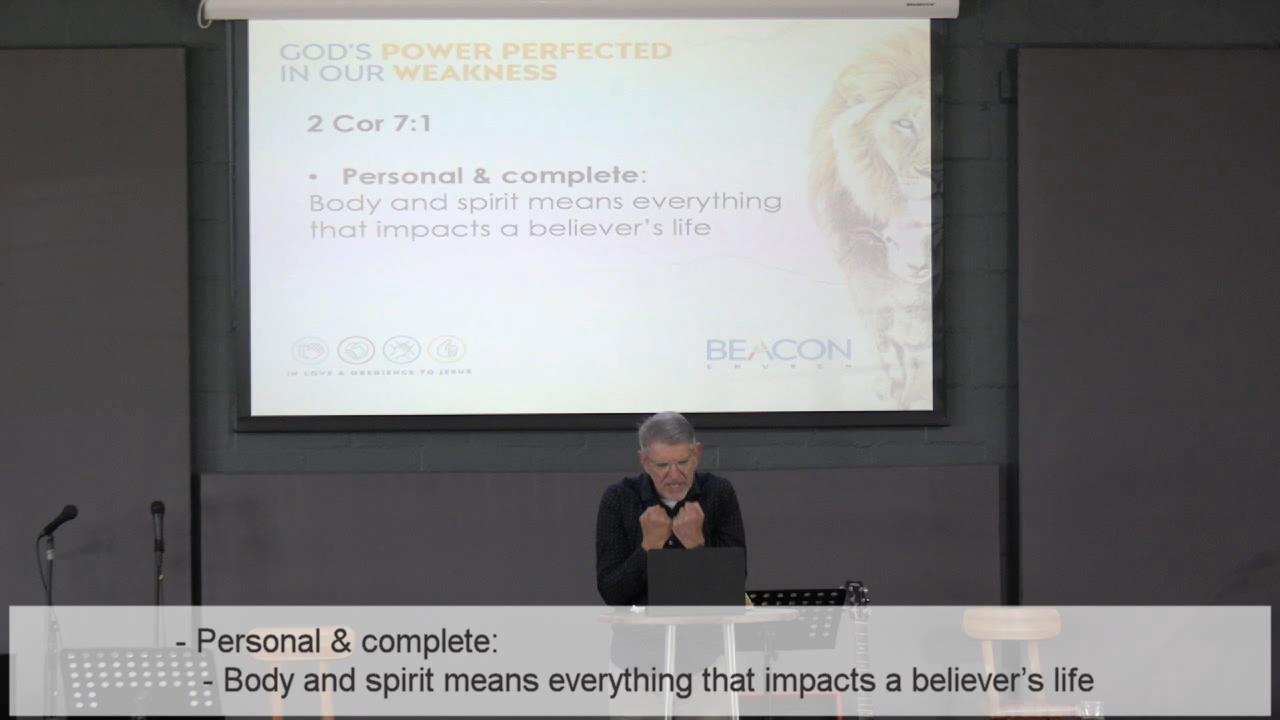 GOD'S POWER PERFECTED
IN OUR WEAKNESS
2 Cor 7:1
• Personal & complete:
Body and spirit means everything
that impacts a believer's life
IN LOVE & OBEDIENCE TO JESUS
BEACON
CHURCH
- Personal & complete:
- Body and spirit means everything that impacts a believer's life